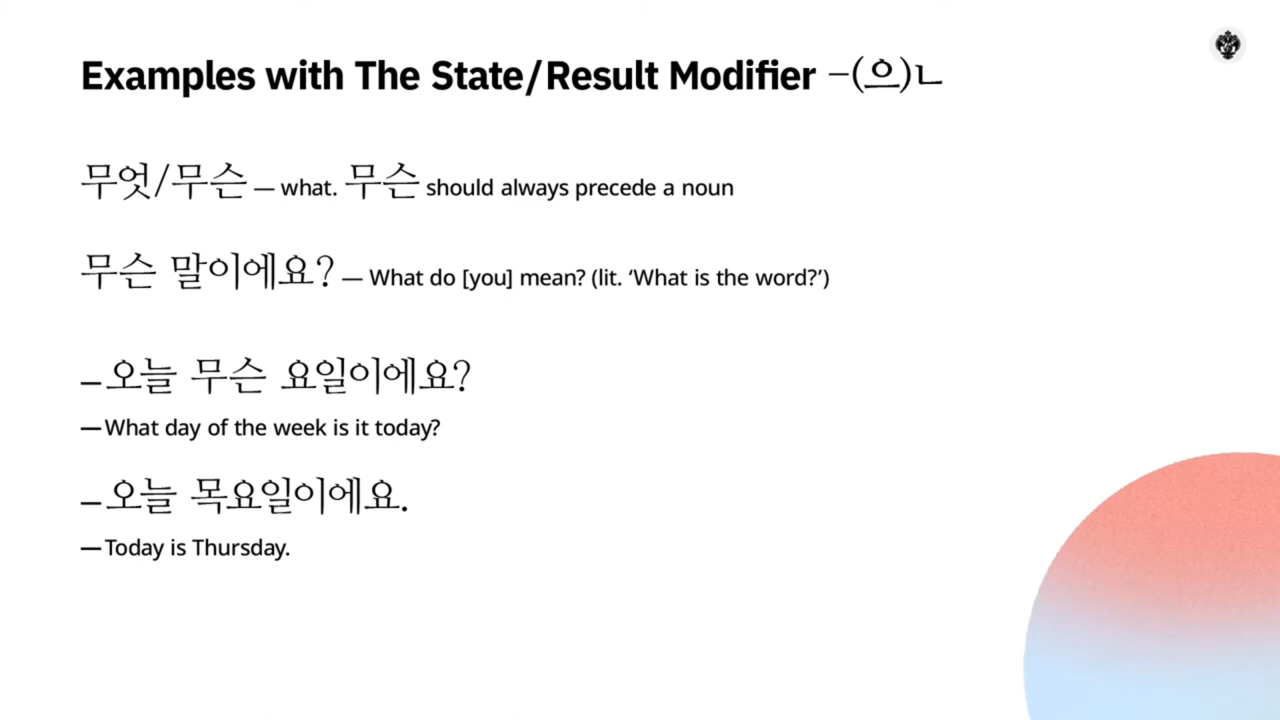 Examples with The State/Result Modifier –(으)ㄴ
무엇/무슨 — what. 무슨 should always precede a noun
무슨 말이에요? — What do [you] mean? (lit. ‘What is the word?’)
–오늘 무슨 요일이에요?
—What day of the week is it today?
–오늘 목요일이에요.
—Today is Thursday.